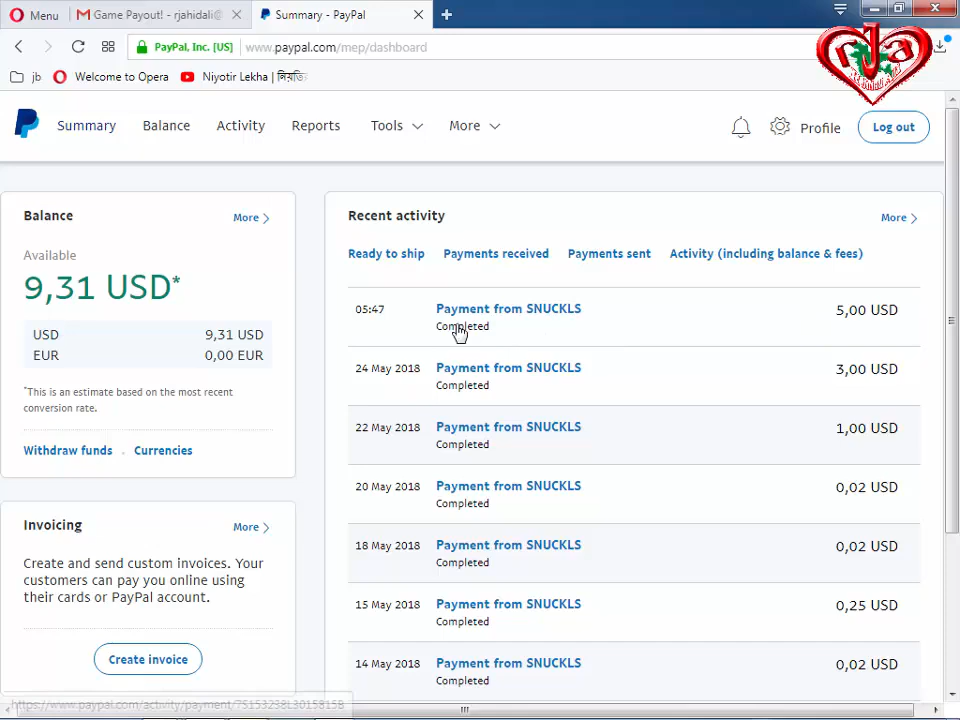 Menu
Game Payout! - rjahidali@
Summary - PayPal
PayPal, Inc. [US]
www.paypal.com/mep/dashboard
jb
Welcome to Opera
Niyotir Lekha |
rja
Summary
Balance
Activity
Reports
Tools
More
Profile
Log out
Balance
More
Available
9,31 USD*
USD 9,31 USD
EUR 0,00 EUR
*This is an estimate based on the most recent
conversion rate.
Withdraw funds . Currencies
Invoicing
More
Create and send custom invoices. Your
customers can pay you online using
their cards or PayPal account.
Create invoice
Recent activity
More
Ready to ship
Payments received
Payments sent
Activity (including balance & fees)
05:47 Payment from SNUCKLS 5,00 USD
Completed
24 May 2018 Payment from SNUCKLS 3,00 USD
Completed
22 May 2018 Payment from SNUCKLS 1,00 USD
Completed
20 May 2018 Payment from SNUCKLS 0,02 USD
Completed
18 May 2018 Payment from SNUCKLS 0,02 USD
Completed
15 May 2018 Payment from SNUCKLS 0,25 USD
Completed
14 May 2018 Payment from SNUCKLS 0,02 USD
Completed
https://www.paypal.com/activity/payment/7S153238L3015815B